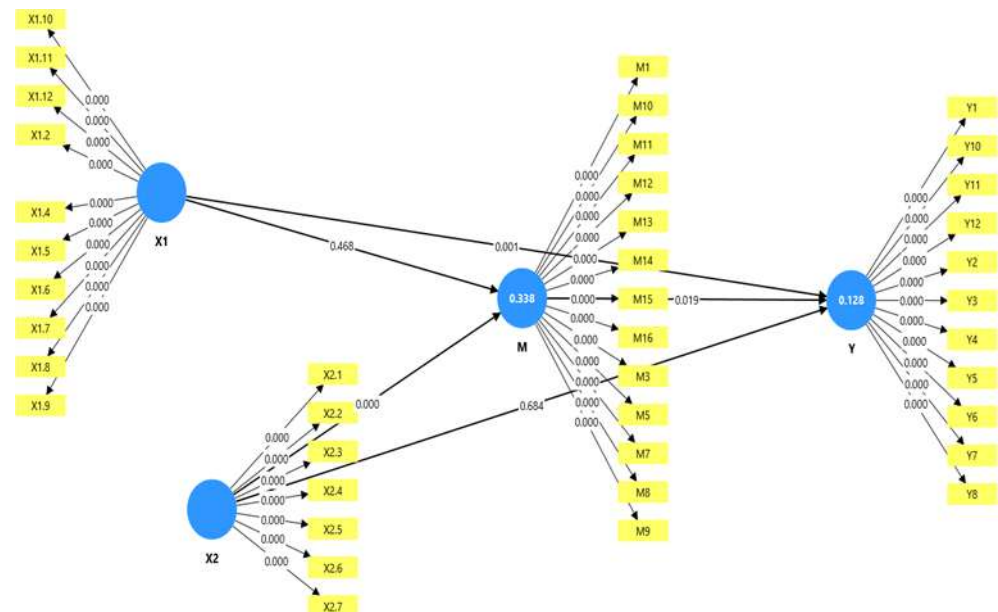 X1.10
X1.11
X1.12
X1.2
X1.4
X1.5
X1.6
X1.7
X1.8
X1.9
0.000
0.000
0.000
0.000
0.000
0.000
0.000
0.000
0.000
0.000
X1
0.468
0.001
X2.1
X2.2
X2.3
X2.4
X2.5
X2.6
X2.7
0.000
0.000
0.000
0.000
0.000
0.000
0.000
X2
0.000
0.684
M1
M10
M11
M12
M13
M14
M15
M16
M3
M5
M7
M8
M9
0.000
0.000
0.000
0.000
0.000
0.000
0.000
0.000
0.000
0.000
0.000
0.000
0.000
0.338
M
0.019
Y1
Y10
Y11
Y12
Y2
Y3
Y4
Y5
Y6
Y7
Y8
0.000
0.000
0.000
0.000
0.000
0.000
0.000
0.000
0.000
0.000
0.000
0.128
Y